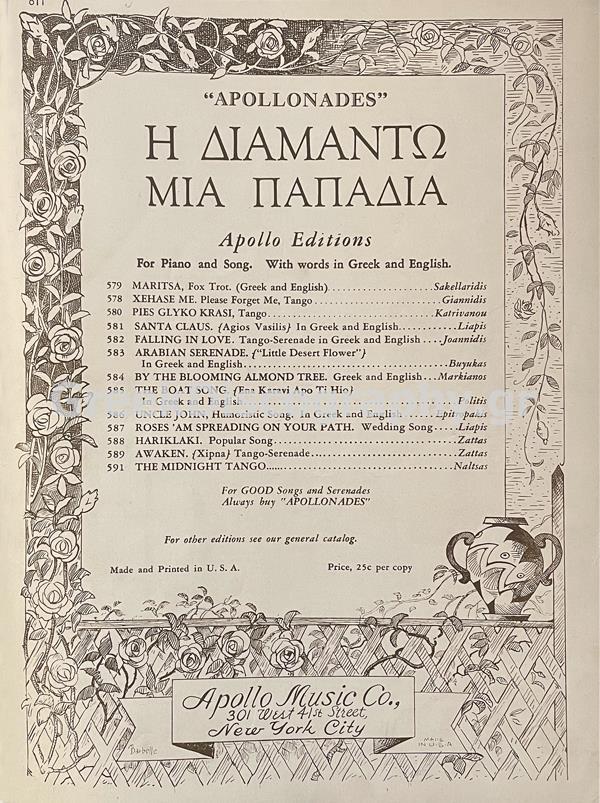 811
"APOLLONADES"
Η ΔΙΑΜΑΝΤΩ
ΜΙΑ ΠΑΠΑΔΙΑ
Apollo Editions
For Piano and Song. With words in Greek and English.
579 MARITSA, Fox Trot. (Greek and English) Sakellaridis
578 XEHASE ME. Please Forget Me, Tango Giannidis
580 PIES GLYKO KRASI, Tango Katrivanou
581 SANTA CLAUS. {Agios Vasilis} In Greek and English Liapis
582 FALLING IN LOVE. Tango-Serenade in Greek and English Joannidis
583 ARABIAN SERENADE. {"Little Desert Flower"}
In Greek and English Buyukas
584 BY THE BLOOMING ALMOND TREE. Greek and English Markianos
585 THE BOAT SONG. {Ena Karavi Apo Ti Hio}
In Greek and English Politis
586 UNCLE JOHN, Humoristic Song. In Greek and English Epitropakis
587 ROSES 'AM SPREADING ON YOUR PATH. Wedding Song Liapis
588 HARIKLAKI. Popular Song Zattas
589 AWAKEN. {Xipna} Tango-Serenade Zattas
591 THE MIDNIGHT TANGO Naltsas
For GOOD Songs and Serenades
Always buy "APOLLONADES"
For other editions see our general catalog.
Made and Printed in U. S. A. Price, 25c per copy
Apollo Music Co.,
301 West 41st Street,
New York City
MADE
IN U·S·A